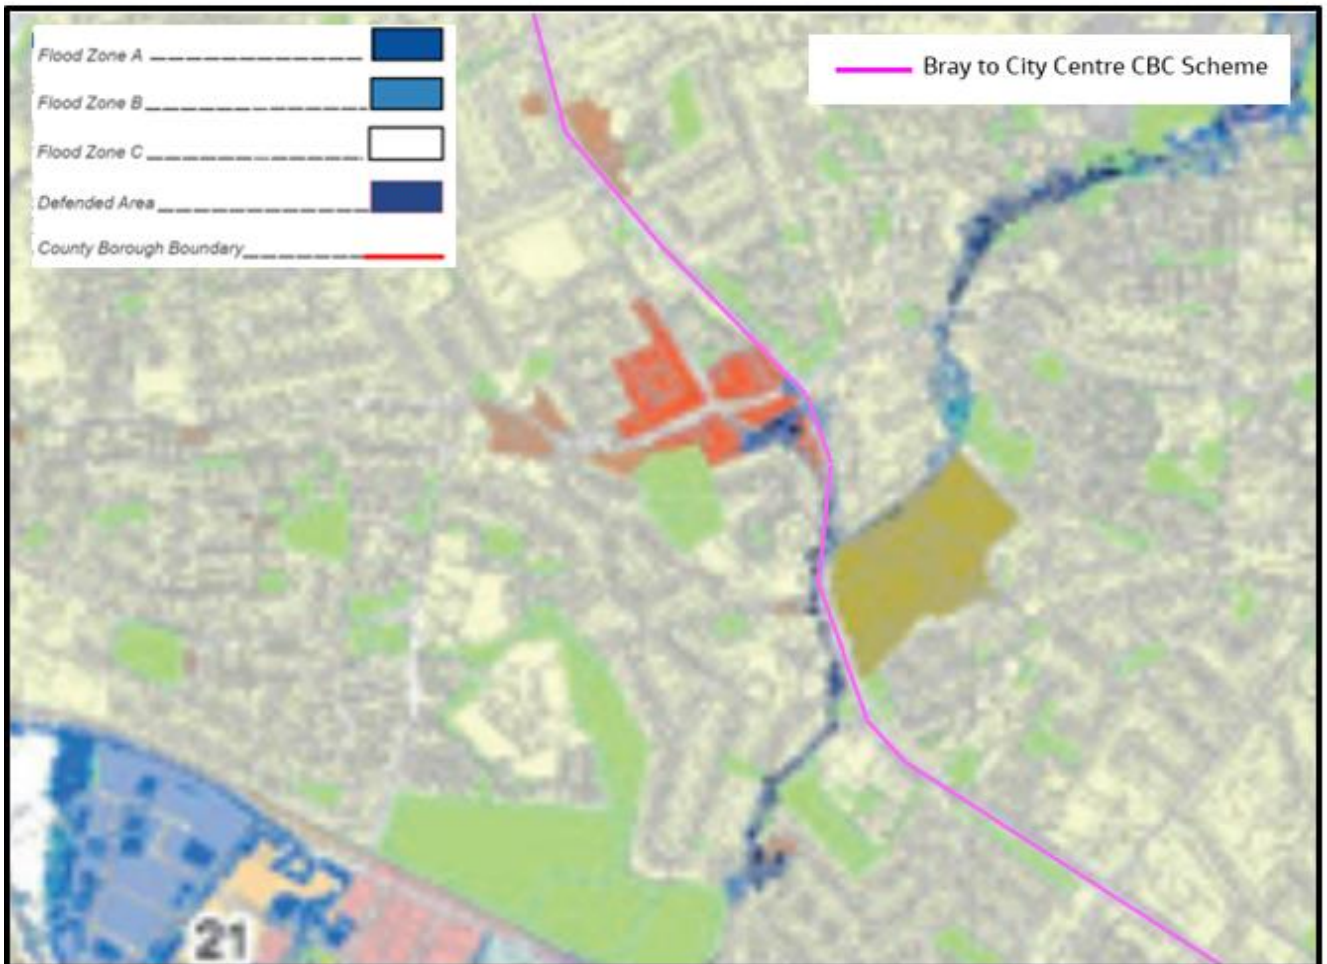 Flood Zone A
Flood Zone B
Flood Zone C
Defended Area
County Borough Boundary
Bray to City Centre CBC Scheme
21